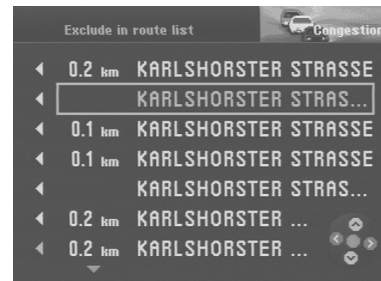 Exclude in route list Congestion
0.2 km KARLSHORSTER STRASSE
KARLSHORSTER STRAS...
0.1 km KARLSHORSTER STRASSE
0.1 km KARLSHORSTER STRASSE
KARLSHORSTER STRAS...
0.2 km KARLSHORSTER ...
0.2 km KARLSHORSTER ...